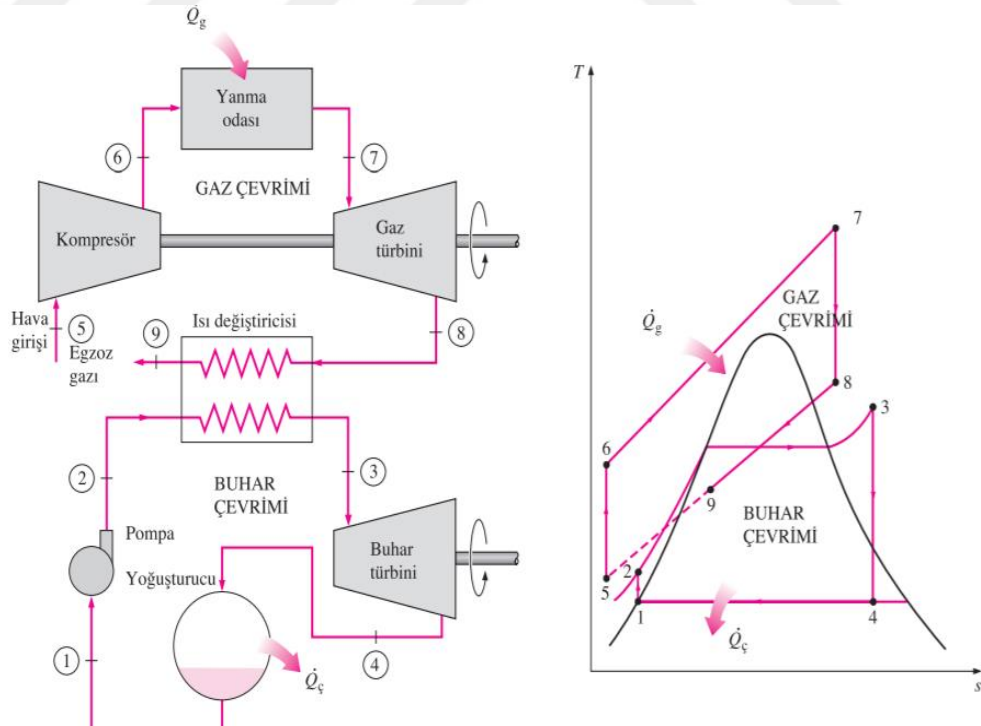 Q̇g
Yanma
odası
6
7
GAZ ÇEVRİMİ
Kompresör
Gaz
türbini
Hava
girişi
5
9
Egzoz
gazı
Isı değiştiricisi
8
2
3
BUHAR
ÇEVRİMİ
Pompa
Yoğuşturucu
Buhar
türbini
1
Q̇ç
4
T
7
GAZ
ÇEVRİMİ
Q̇g
8
3
6
9
BUHAR
ÇEVRİMİ
5
2
1
4
Q̇ç
s